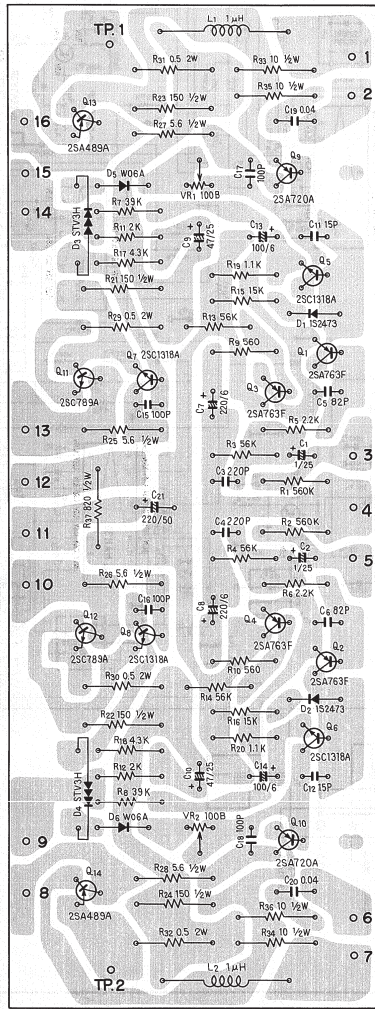 L1 1μH
TP.1
R31 0.5 2W
R33 10 ½W
1
R35 10 ½W
2
R23 150 ½W
Q13
C19 0.04
R27 5.6 ½W
16
2SA489A
Q9
15
D5 W06A
C17 100P
VR1 100B
2SA720A
14
D3 STV3H
R7 39K
R11 2K
C9 47/25
C13 100/6
C11 15P
R17 4.3K
R19 1.1K
Q5
R21 150 ½W
R15 15K
2SC1318A
R29 0.5 2W
R13 56K
D1 1S2473
Q7 2SC1318A
R9 560
Q1
Q11
Q3
2SA763F
2SC789A
C15 100P
C7 220/6
2SA763F
C5 82P
13
R25 5.6 ½W
R5 2.2K
R3 56K
C1 1/25
3
12
R37 820 ½W
C3 220P
R1 560K
C21 220/50
4
11
C4 220P
R2 560K
R4 56K
C2 1/25
5
10
R26 5.6 ½W
R6 2.2K
C16 100P
C8 220/6
Q12
Q8
Q4
C6 82P
2SC789A
2SC1318A
2SA763F
Q2
R10 560
2SA763F
R30 0.5 2W
R14 56K
D2 1S2473
R22 150 ½W
R16 15K
Q6
R18 4.3K
R20 1.1K
2SC1318A
D4 STV3H
R12 2K
C10 47/25
C14 100/6
C12 15P
R8 39K
9
D6 W06A
VR2 100B
C18 100P
Q10
2SA720A
8
Q14
R28 5.6 ½W
C20 0.04
2SA489A
R24 150 ½W
R36 10 ½W
6
R32 0.5 2W
R34 10 ½W
7
TP.2
L2 1μH